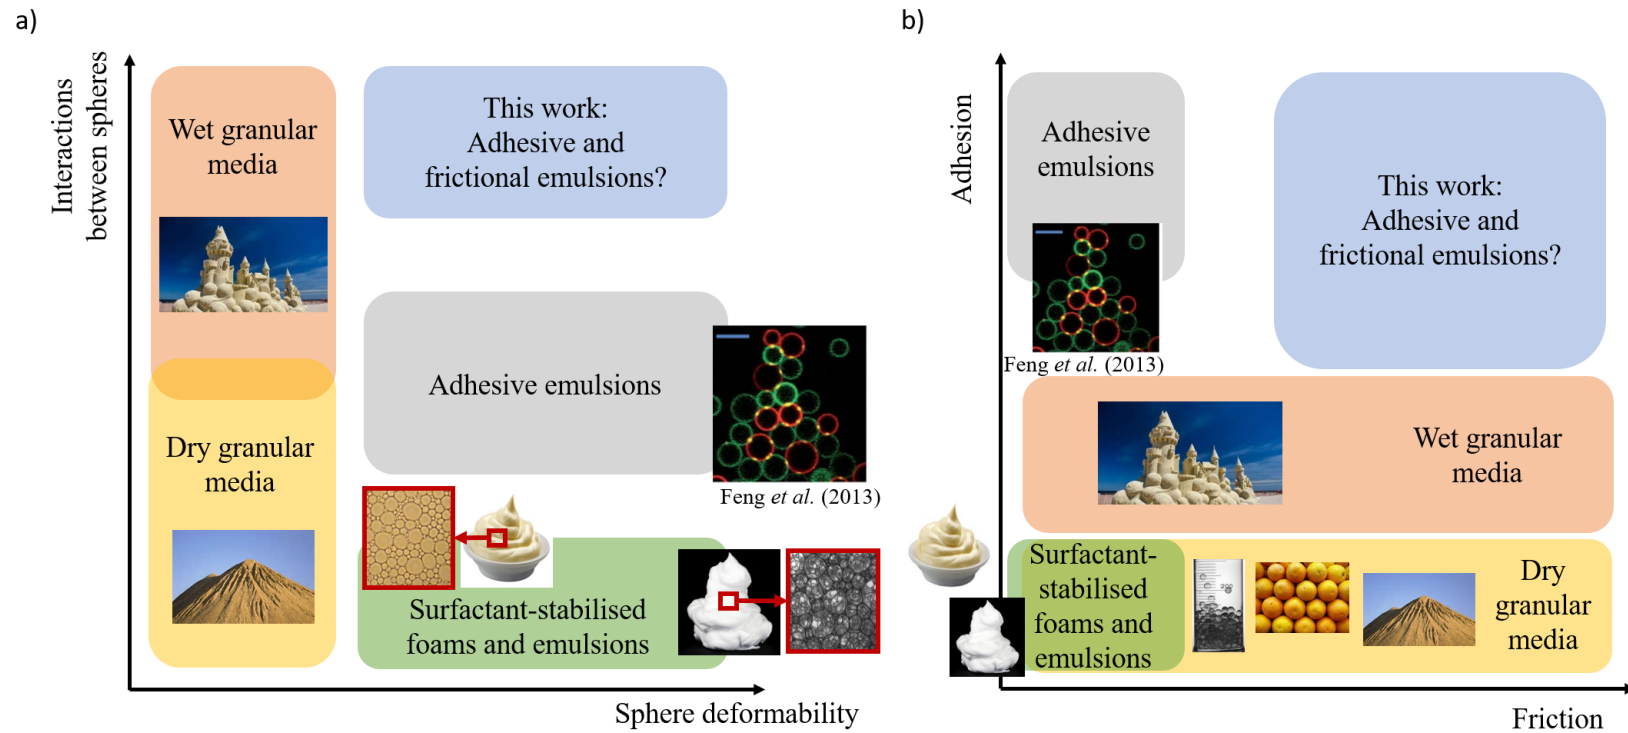 a)
Interactions
between spheres
Wet granular
media
This work:
Adhesive and
frictional emulsions?
Adhesive emulsions
Dry granular
media
Feng et al. (2013)
Surfactant-stabilised
foams and emulsions
Sphere deformability
b)
Adhesion
Adhesive
emulsions
This work:
Adhesive and
frictional emulsions?
Feng et al. (2013)
Wet granular
media
Surfactant-
stabilised
foams and
emulsions
Dry
granular
media
Friction